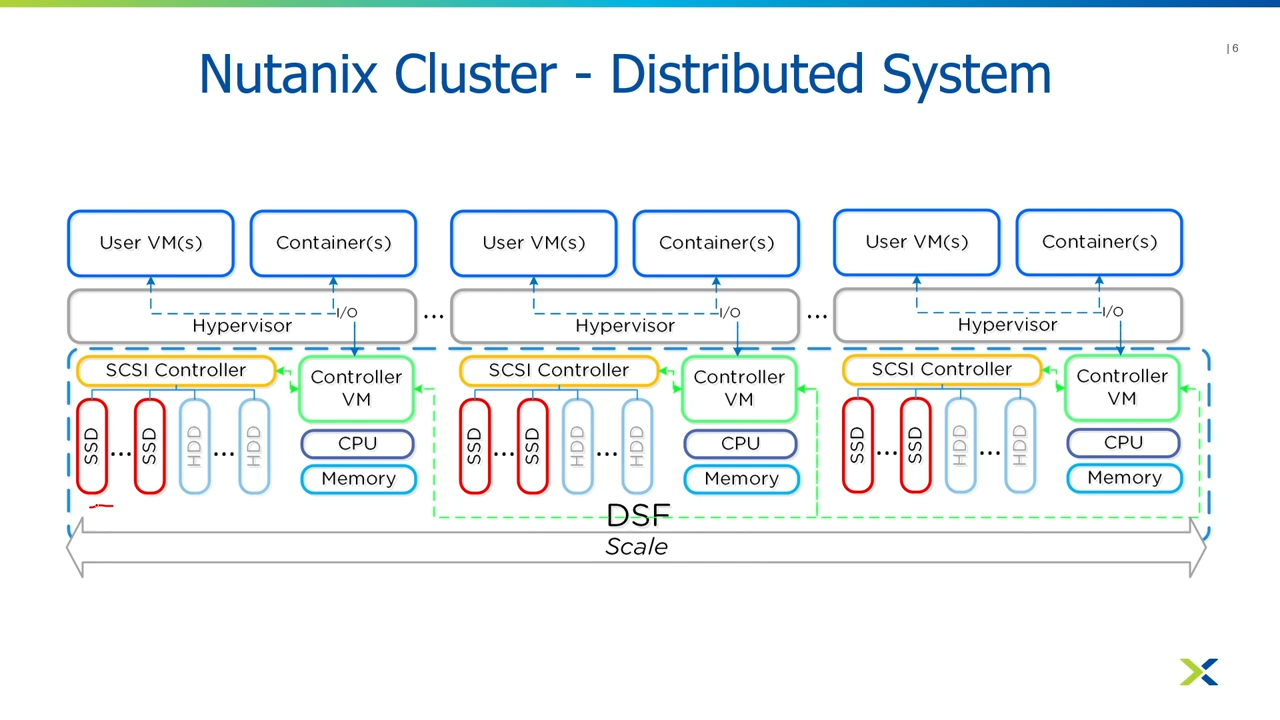 | 6
Nutanix Cluster - Distributed System
User VM(s) Container(s) User VM(s) Container(s) User VM(s) Container(s)
I/O I/O I/O
Hypervisor ... Hypervisor ... Hypervisor
SCSI Controller SCSI Controller SCSI Controller
Controller VM Controller VM Controller VM
SSD ... SSD HDD ... HDD SSD ... SSD HDD ... HDD SSD ... SSD HDD ... HDD
CPU CPU CPU
Memory Memory Memory
DSF
Scale